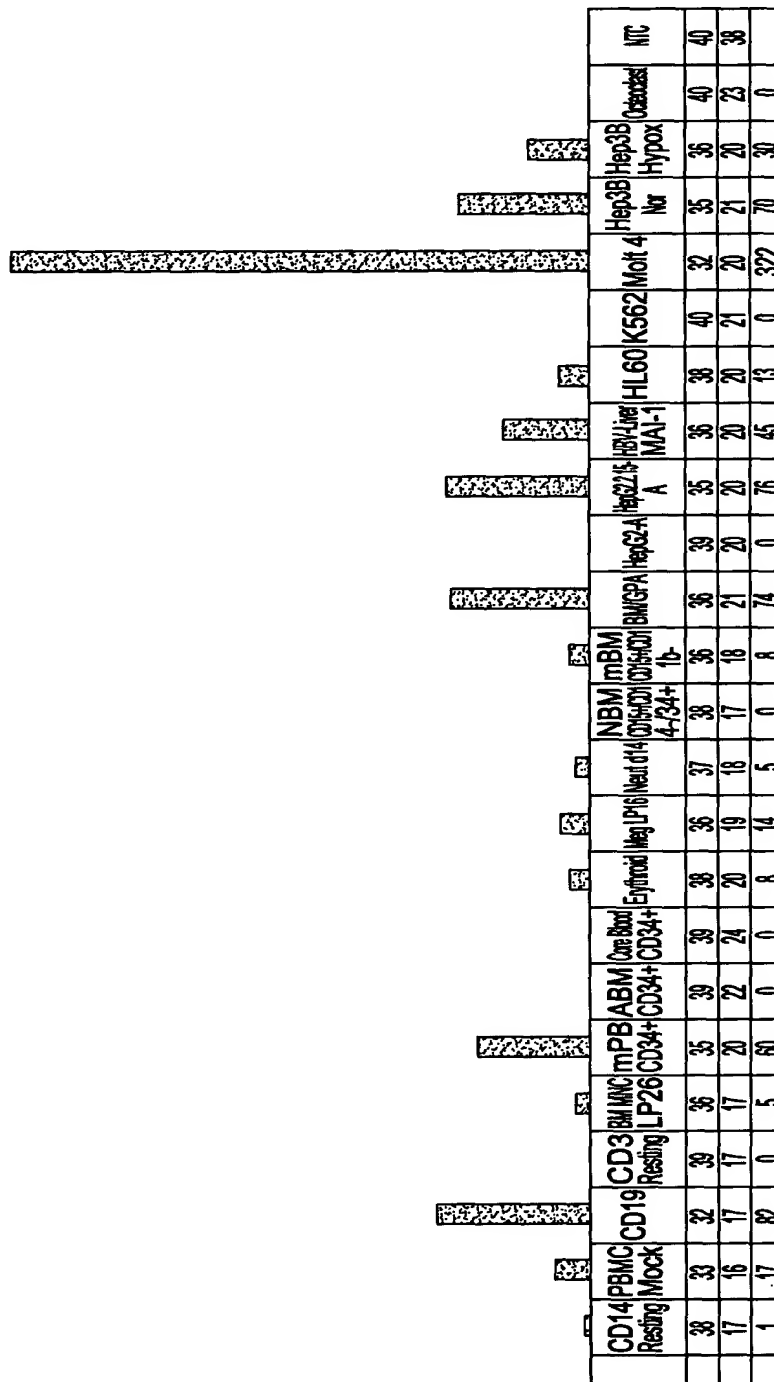 NTC 40 38
Osteoclast 40 23 0
Hep3B Hypox 36 20 30
Hep3B Nor 35 21 70
Molt 4 32 20 322
K562 40 21 0
HL60 38 20 13
HBV-Liver MAI-1 36 20 45
HepG2.2.15-A 35 20 76
HepG2-A 39 20 0
BM/GPA 36 21 74
mBM CD15+/CD11b- 36 18 8
NBM CD15+/CD14-/34+ 38 17 0
Neut d14 37 18 5
Meg LP16 36 19 14
Erythroid 38 20 8
Core Blood CD34+ 39 24 0
ABM CD34+ 39 22 0
mPB CD34+ 35 20 60
BM MNC LP26 36 17 5
CD3 Resting 39 17 0
CD19 32 17 82
PBMC Mock 33 16 17
CD14 Resting 38 17 1